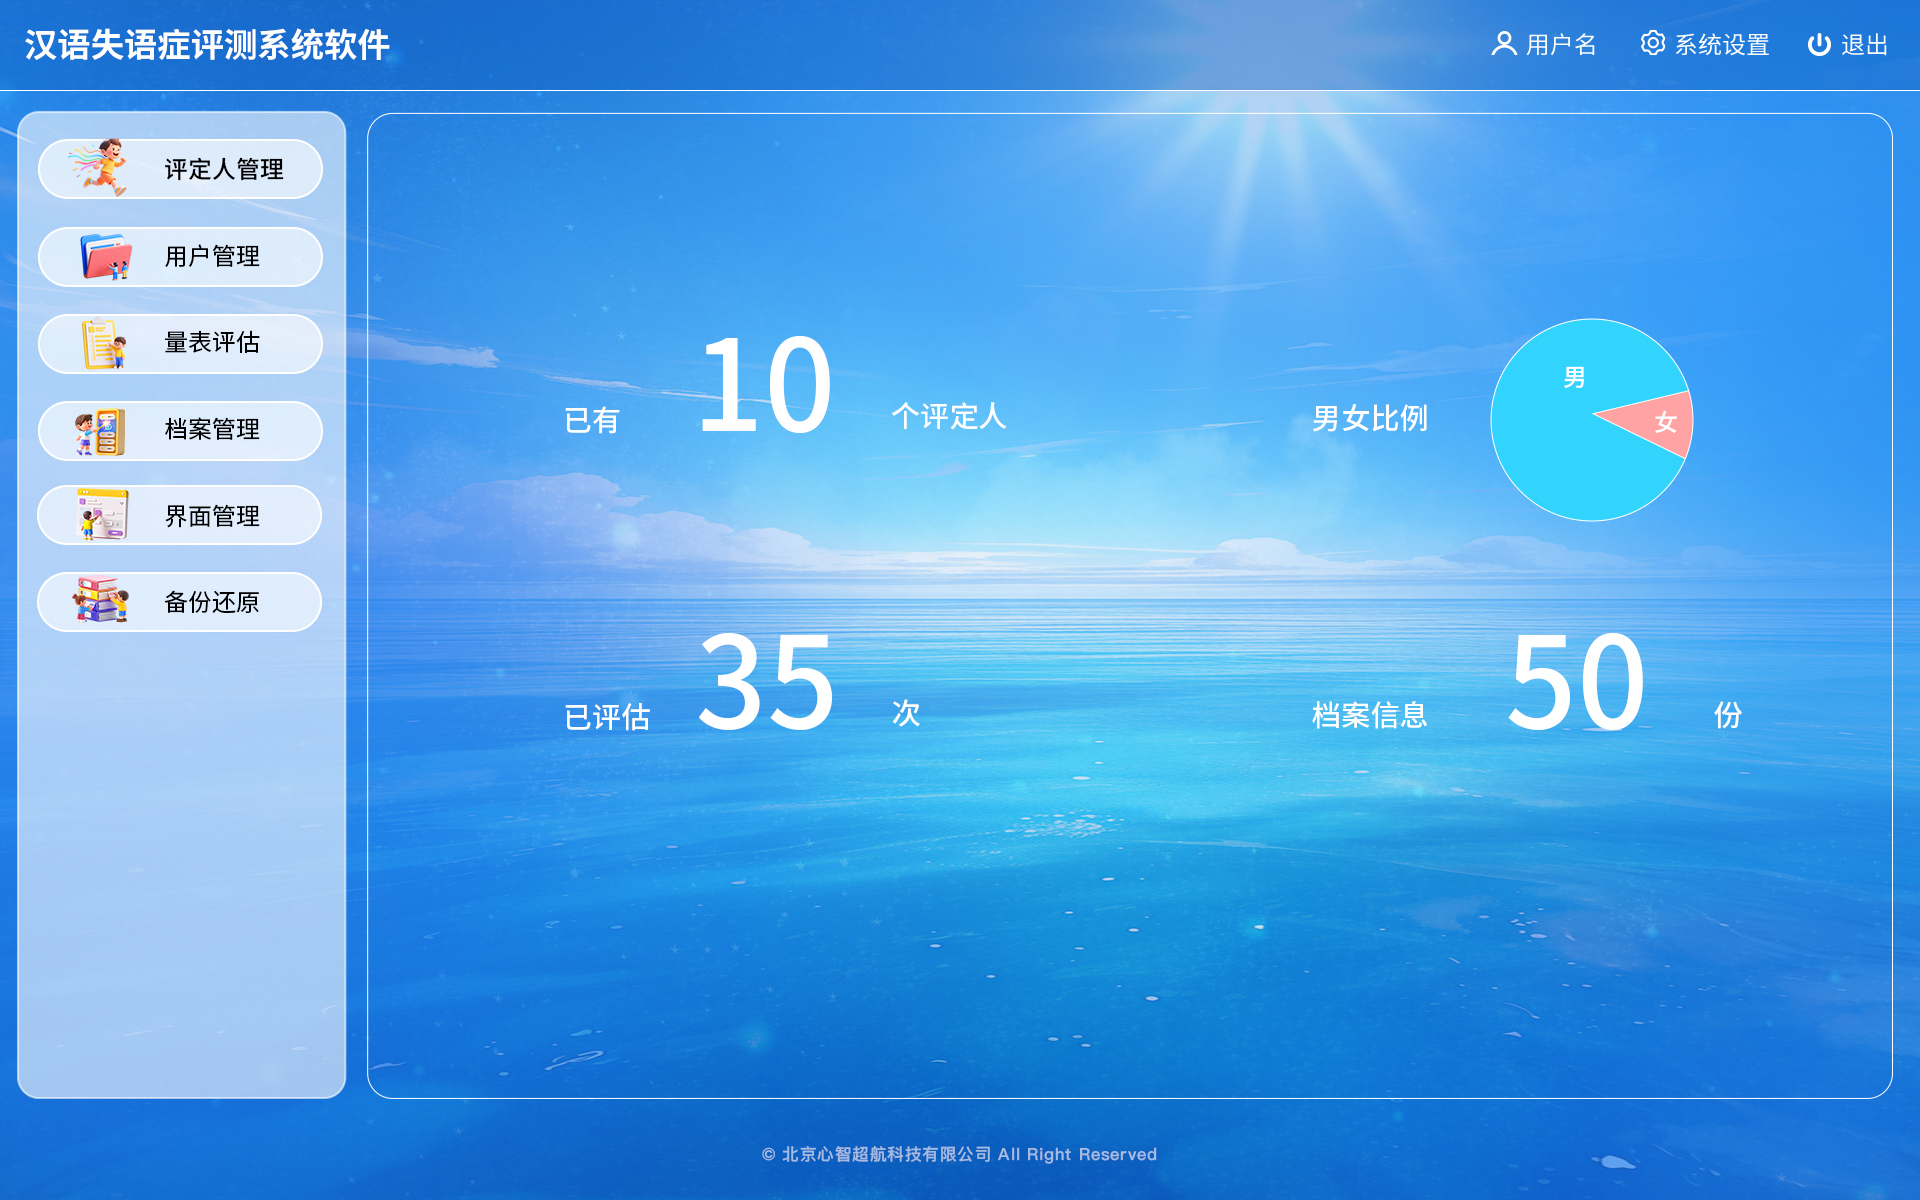 汉语失语症评测系统软件
用户名
系统设置
退出
评定人管理
用户管理
量表评估
档案管理
界面管理
备份还原
已有 10 个评定人
男女比例
男
女
已评估 35 次
档案信息 50 份
© 北京心智超航科技有限公司 All Right Reserved